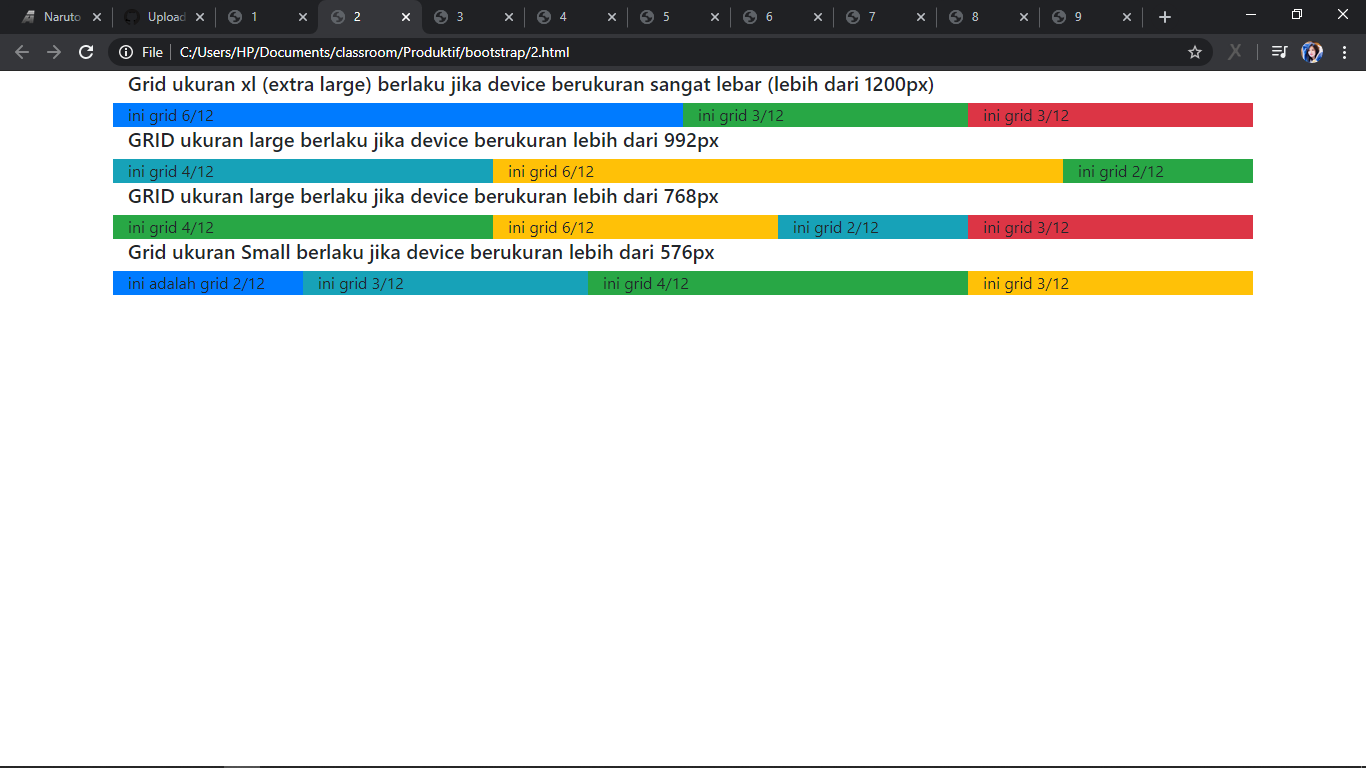 Naruto Upload 1 2 3 4 5 6 7 8 9
File C:/Users/HP/Documents/classroom/Produktif/bootstrap/2.html
Grid ukuran xl (extra large) berlaku jika device berukuran sangat lebar (lebih dari 1200px)
ini grid 6/12 ini grid 3/12 ini grid 3/12
GRID ukuran large berlaku jika device berukuran lebih dari 992px
ini grid 4/12 ini grid 6/12 ini grid 2/12
GRID ukuran large berlaku jika device berukuran lebih dari 768px
ini grid 4/12 ini grid 6/12 ini grid 2/12 ini grid 3/12
Grid ukuran Small berlaku jika device berukuran lebih dari 576px
ini adalah grid 2/12 ini grid 3/12 ini grid 4/12 ini grid 3/12